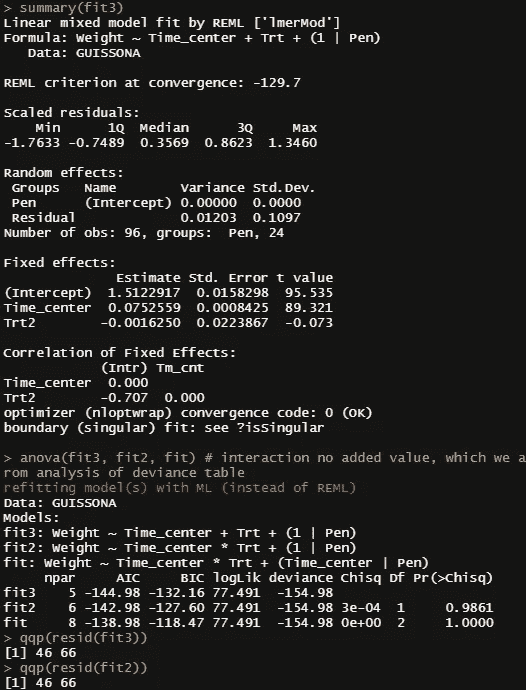 > summary(fit3)
Linear mixed model fit by REML ['lmerMod']
Formula: Weight ~ Time_center + Trt + (1 | Pen)
   Data: GUISSONA

REML criterion at convergence: -129.7

Scaled residuals:
    Min      1Q  Median      3Q     Max
-1.7633 -0.7489  0.3569  0.8623  1.3460

Random effects:
 Groups   Name        Variance Std.Dev.
 Pen      (Intercept) 0.00000  0.0000
 Residual             0.01203  0.1097
Number of obs: 96, groups:  Pen, 24

Fixed effects:
              Estimate Std. Error t value
(Intercept)  1.5122917  0.0158298  95.535
Time_center  0.0752559  0.0008425  89.321
Trt2        -0.0016250  0.0223867  -0.073

Correlation of Fixed Effects:
            (Intr) Tm_cnt
Time_center  0.000
Trt2        -0.707  0.000
optimizer (nloptwrap) convergence code: 0 (OK)
boundary (singular) fit: see ?isSingular

> anova(fit3, fit2, fit) # interaction no added value, which we a
rom analysis of deviance table
refitting model(s) with ML (instead of REML)
Data: GUISSONA
Models:
fit3: Weight ~ Time_center + Trt + (1 | Pen)
fit2: Weight ~ Time_center * Trt + (1 | Pen)
fit: Weight ~ Time_center * Trt + (Time_center | Pen)
     npar     AIC     BIC logLik deviance Chisq Df Pr(>Chisq)
fit3    5 -144.98 -132.16 77.491  -154.98
fit2    6 -142.98 -127.60 77.491  -154.98 3e-04  1     0.9861
fit     8 -138.98 -118.47 77.491  -154.98 0e+00  2     1.0000
> qqp(resid(fit3))
[1] 46 66
> qqp(resid(fit2))
[1] 46 66